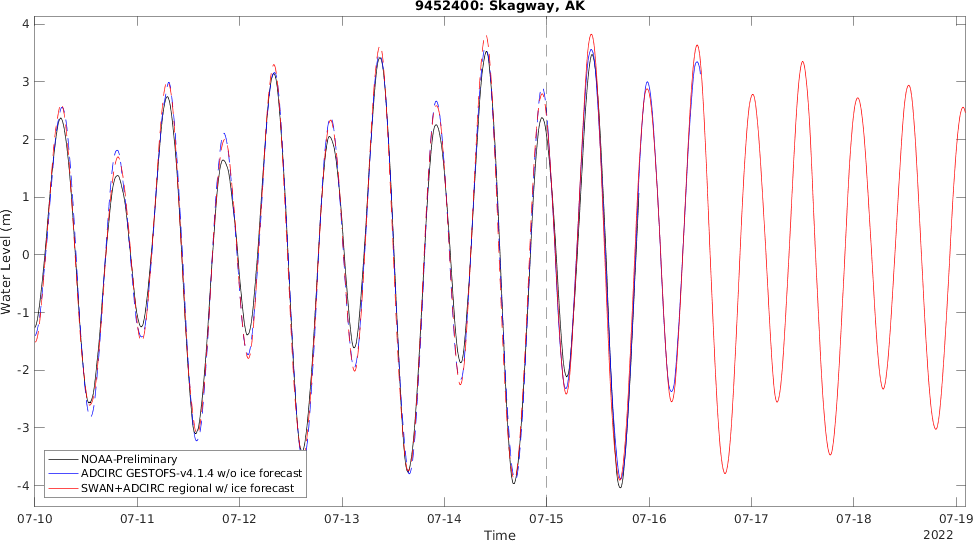 9452400: Skagway, AK
4
3
2
1
0
-1
-2
-3
-4
Water Level (m)
NOAA-Preliminary
ADCIRC GESTOFS-v4.1.4 w/o ice forecast
SWAN+ADCIRC regional w/ ice forecast
07-10 07-11 07-12 07-13 07-14 07-15 07-16 07-17 07-18 07-19
Time
2022